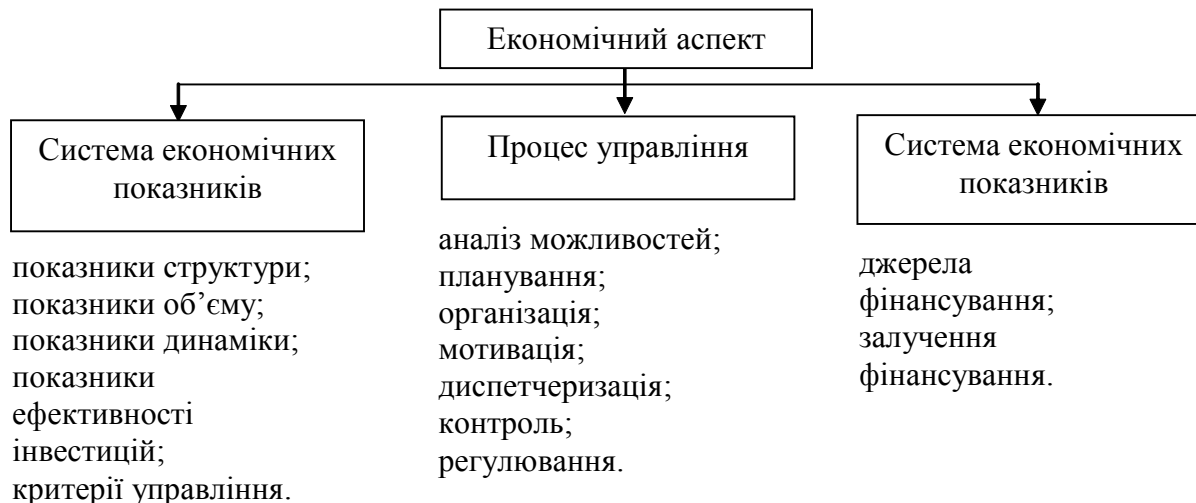 Економічний аспект
Система економічних
показників
показники структури;
показники об’єму;
показники динаміки;
показники
ефективності
інвестицій;
критерії управління.
Процес управління
аналіз можливостей;
планування;
організація;
мотивація;
диспетчеризація;
контроль;
регулювання.
Система економічних
показників
джерела
фінансування;
залучення
фінансування.